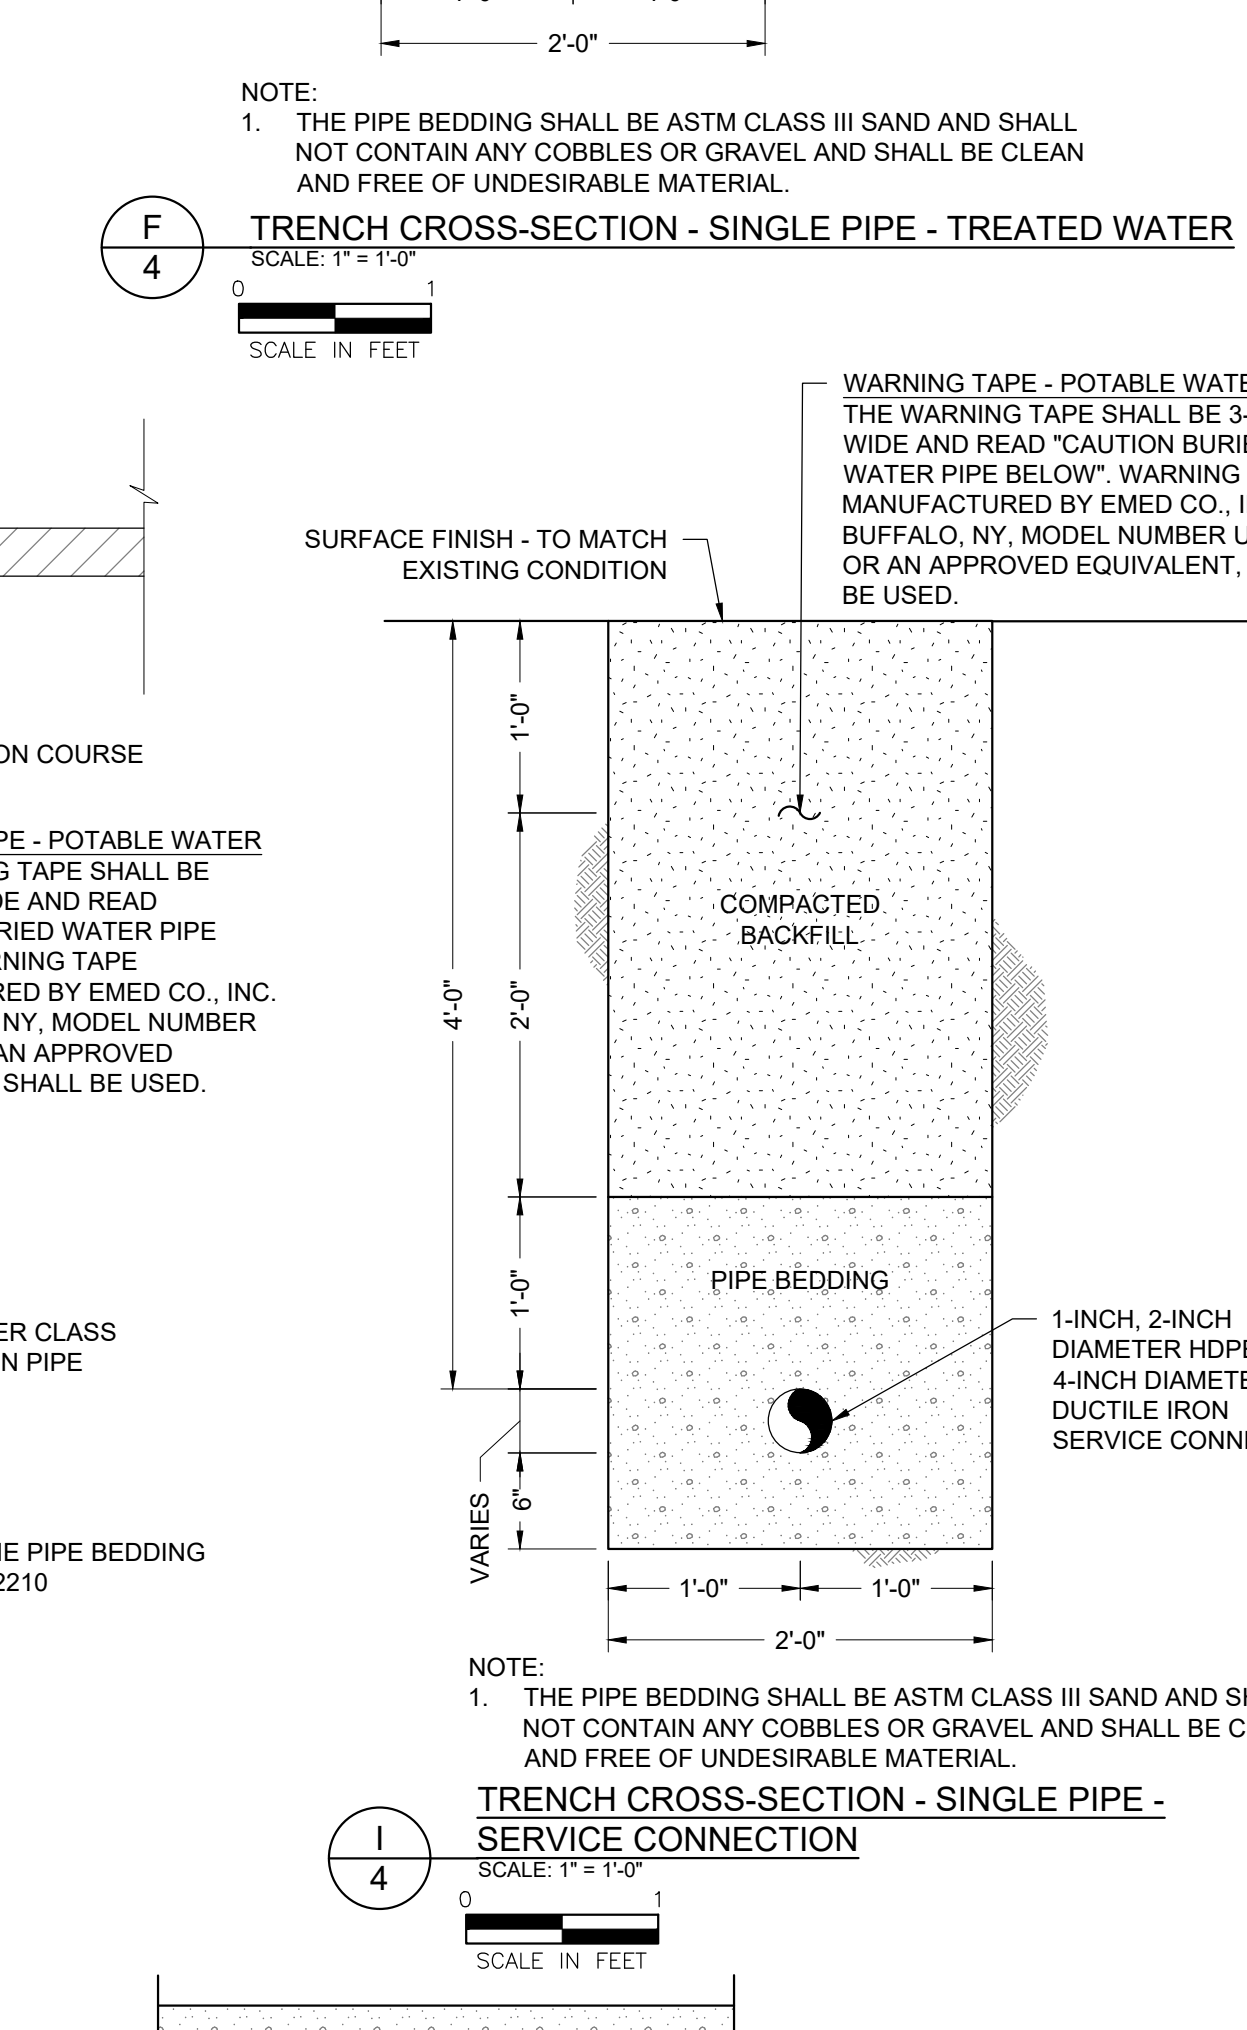 2'-0"
NOTE:
1. THE PIPE BEDDING SHALL BE ASTM CLASS III SAND AND SHALL
NOT CONTAIN ANY COBBLES OR GRAVEL AND SHALL BE CLEAN
AND FREE OF UNDESIRABLE MATERIAL.
F
4
TRENCH CROSS-SECTION - SINGLE PIPE - TREATED WATER
SCALE: 1" = 1'-0"
0 1
SCALE IN FEET
WARNING TAPE - POTABLE WATE
THE WARNING TAPE SHALL BE 3-
WIDE AND READ "CAUTION BURIE
WATER PIPE BELOW". WARNING
MANUFACTURED BY EMED CO., I
BUFFALO, NY, MODEL NUMBER U
OR AN APPROVED EQUIVALENT,
BE USED.
SURFACE FINISH - TO MATCH
EXISTING CONDITION
ON COURSE
PE - POTABLE WATER
G TAPE SHALL BE
DE AND READ
RIED WATER PIPE
RNING TAPE
RED BY EMED CO., INC.
NY, MODEL NUMBER
AN APPROVED
SHALL BE USED.
1'-0"
COMPACTED
BACKFILL
4'-0"
2'-0"
1'-0"
PIPE BEDDING
ER CLASS
N PIPE
1-INCH, 2-INCH
DIAMETER HDPE
4-INCH DIAMETE
DUCTILE IRON
SERVICE CONNE
VARIES
6"
HE PIPE BEDDING
2210
1'-0" 1'-0"
2'-0"
NOTE:
1. THE PIPE BEDDING SHALL BE ASTM CLASS III SAND AND SH
NOT CONTAIN ANY COBBLES OR GRAVEL AND SHALL BE C
AND FREE OF UNDESIRABLE MATERIAL.
I
4
TRENCH CROSS-SECTION - SINGLE PIPE -
SERVICE CONNECTION
SCALE: 1" = 1'-0"
0 1
SCALE IN FEET